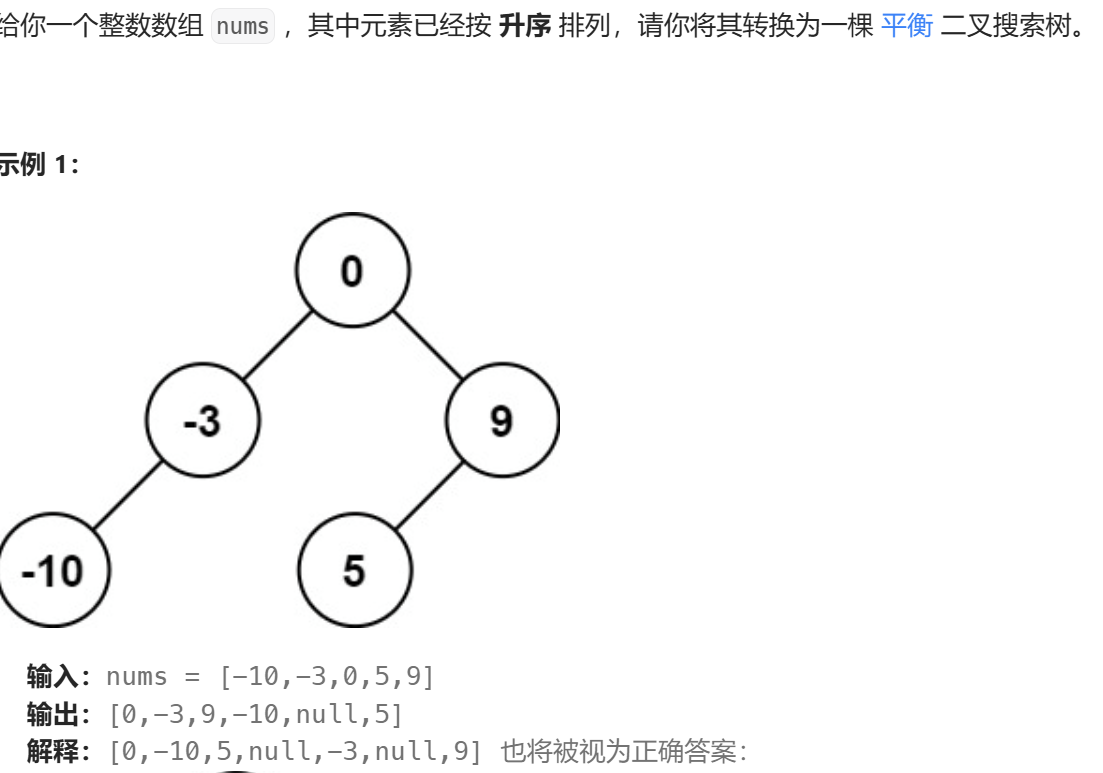 给你一个整数数组 nums ，其中元素已经按 升序 排列，请你将其转换为一棵 平衡 二叉搜索树。
示例 1：
0
-3 9
-10 5
输入：nums = [-10,-3,0,5,9]
输出：[0,-3,9,-10,null,5]
解释：[0,-10,5,null,-3,null,9] 也将被视为正确答案：